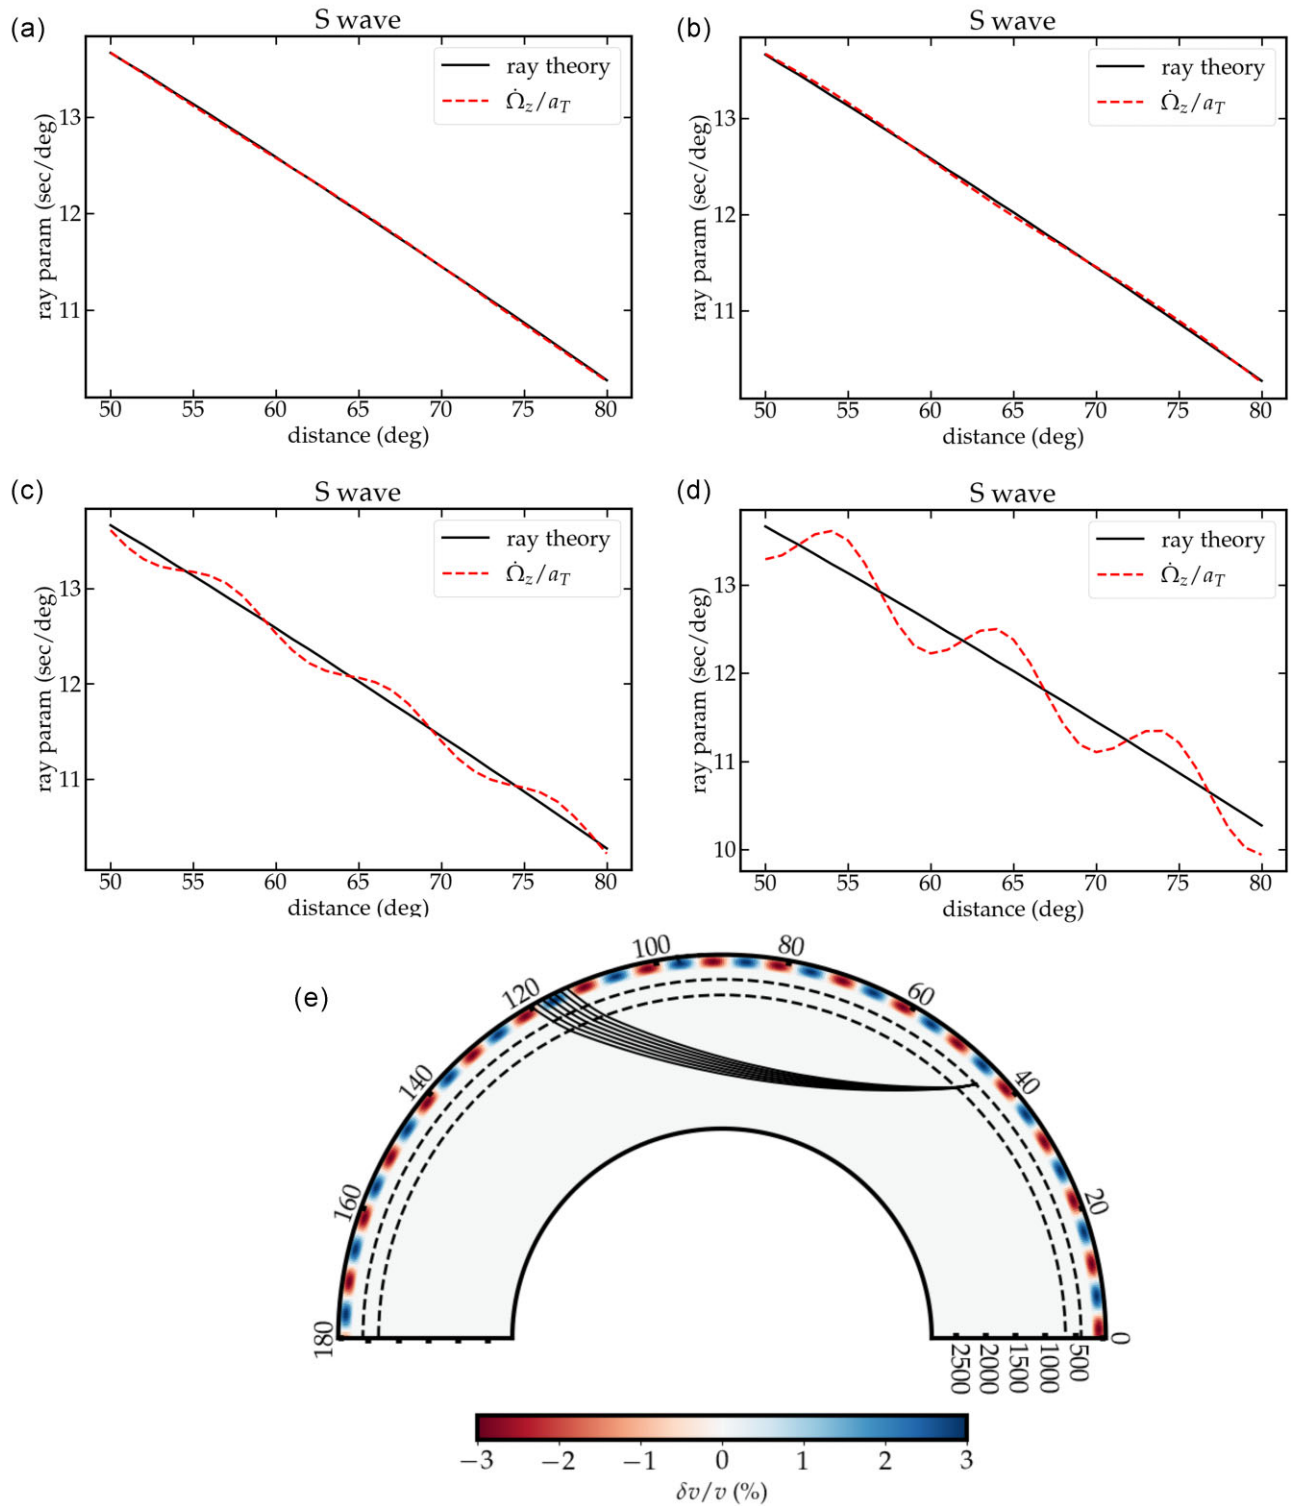 (a)
S wave
ray theory
Ω̇z/aT
ray param (sec/deg)
13
12
11
50 55 60 65 70 75 80
distance (deg)
(b)
S wave
ray theory
Ω̇z/aT
ray param (sec/deg)
13
12
11
50 55 60 65 70 75 80
distance (deg)
(c)
S wave
ray theory
Ω̇z/aT
ray param (sec/deg)
13
12
11
50 55 60 65 70 75 80
distance (deg)
(d)
S wave
ray theory
Ω̇z/aT
ray param (sec/deg)
13
12
11
10
50 55 60 65 70 75 80
distance (deg)
(e)
180 160 140 120 100 80 60 40 20 0
2500 2000 1500 1000 500
−3 −2 −1 0 1 2 3
δv/v (%)